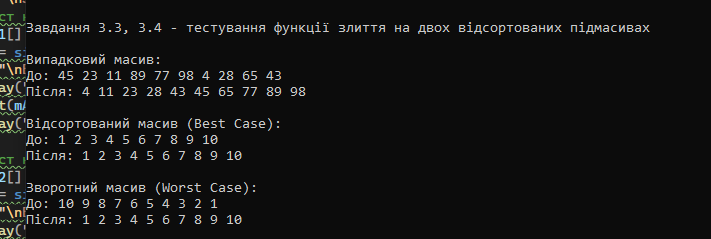 Завдання 3.3, 3.4 - тестування функції злиття на двох відсортованих підмасивах
Випадковий масив:
До: 45 23 11 89 77 98 4 28 65 43
Після: 4 11 23 28 43 45 65 77 89 98
Відсортований масив (Best Case):
До: 1 2 3 4 5 6 7 8 9 10
Після: 1 2 3 4 5 6 7 8 9 10
Зворотний масив (Worst Case):
До: 10 9 8 7 6 5 4 3 2 1
Після: 1 2 3 4 5 6 7 8 9 10